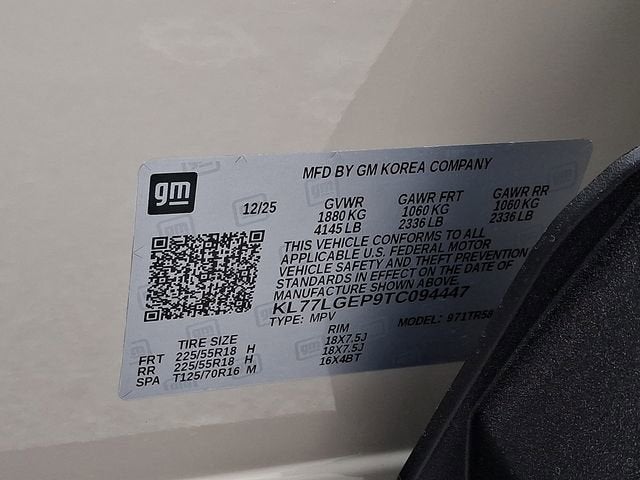 MFD BY GM KOREA COMPANY
gm
12/25
GVWR GAWR FRT GAWR RR
1880 KG 1060 KG 1060 KG
4145 LB 2336 LB 2336 LB
THIS VEHICLE CONFORMS TO ALL
APPLICABLE U.S. FEDERAL MOTOR
VEHICLE SAFETY AND THEFT PREVENTION
STANDARDS IN EFFECT ON THE DATE OF
MANUFACTURE SHOWN ABOVE.
KL77LGEP9TC094447
TYPE: MPV MODEL: 971TR58
TIRE SIZE RIM
FRT 225/55R18 H 18X7.5J
RR 225/55R18 H 18X7.5J
SPA T125/70R16 M 16X4BT